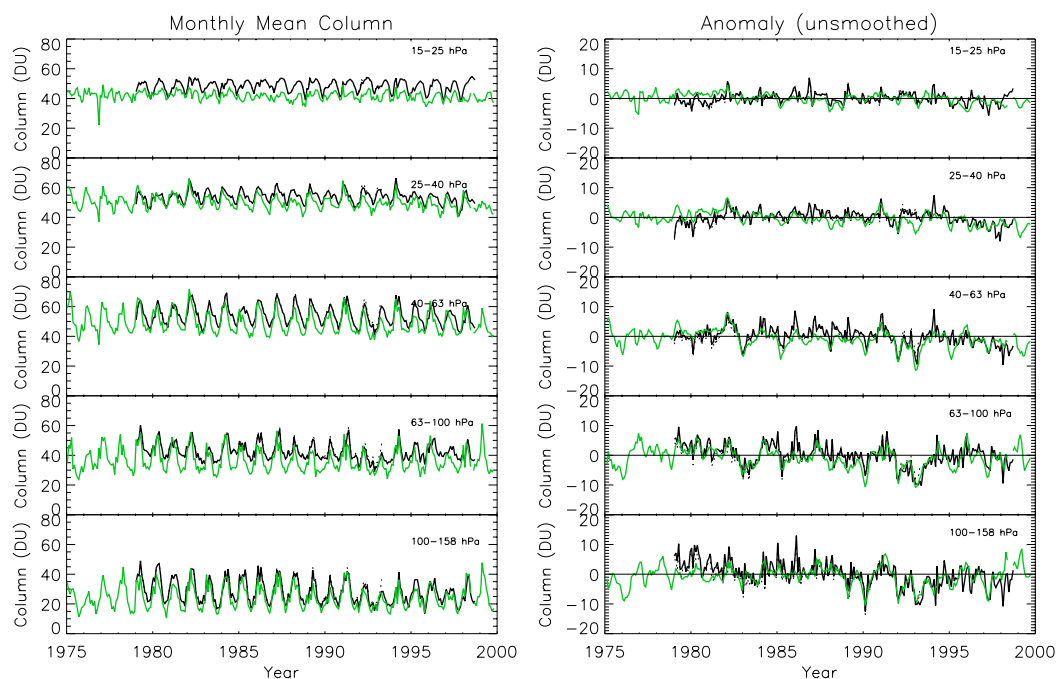 Monthly Mean Column
Anomaly (unsmoothed)
80
60
40
20
0
Column (DU)
15–25 hPa
80
60
40
20
0
Column (DU)
25–40 hPa
80
60
40
20
0
Column (DU)
40–63 hPa
80
60
40
20
0
Column (DU)
63–100 hPa
80
60
40
20
0
Column (DU)
100–158 hPa
1975
1980
1985
1990
1995
2000
Year
20
10
0
−10
−20
Column (DU)
15–25 hPa
20
10
0
−10
−20
Column (DU)
25–40 hPa
20
10
0
−10
−20
Column (DU)
40–63 hPa
20
10
0
−10
−20
Column (DU)
63–100 hPa
20
10
0
−10
−20
Column (DU)
100–158 hPa
1975
1980
1985
1990
1995
2000
Year